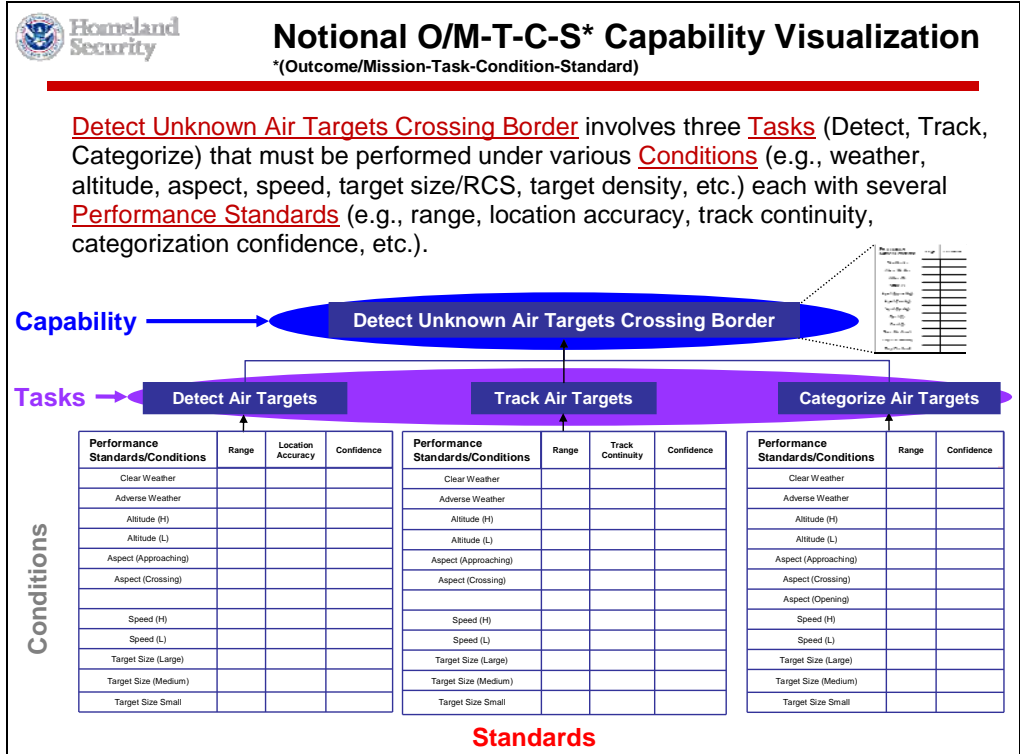 Homeland
Security
Notional O/M-T-C-S* Capability Visualization
*(Outcome/Mission-Task-Condition-Standard)
Detect Unknown Air Targets Crossing Border involves three Tasks (Detect, Track,
Categorize) that must be performed under various Conditions (e.g., weather,
altitude, aspect, speed, target size/RCS, target density, etc.) each with several
Performance Standards (e.g., range, location accuracy, track continuity,
categorization confidence, etc.).
Capability
Detect Unknown Air Targets Crossing Border
Tasks
Detect Air Targets
Track Air Targets
Categorize Air Targets
Conditions
Performance
Standards/Conditions
Range
Location
Accuracy
Confidence
Clear Weather
Adverse Weather
Altitude (H)
Altitude (L)
Aspect (Approaching)
Aspect (Crossing)
Speed (H)
Speed (L)
Target Size (Large)
Target Size (Medium)
Target Size Small
Performance
Standards/Conditions
Range
Track
Continuity
Confidence
Clear Weather
Adverse Weather
Altitude (H)
Altitude (L)
Aspect (Approaching)
Aspect (Crossing)
Speed (H)
Speed (L)
Target Size (Large)
Target Size (Medium)
Target Size Small
Performance
Standards/Conditions
Range
Confidence
Clear Weather
Adverse Weather
Altitude (H)
Altitude (L)
Aspect (Approaching)
Aspect (Crossing)
Aspect (Opening)
Speed (H)
Speed (L)
Target Size (Large)
Target Size (Medium)
Target Size Small
Standards